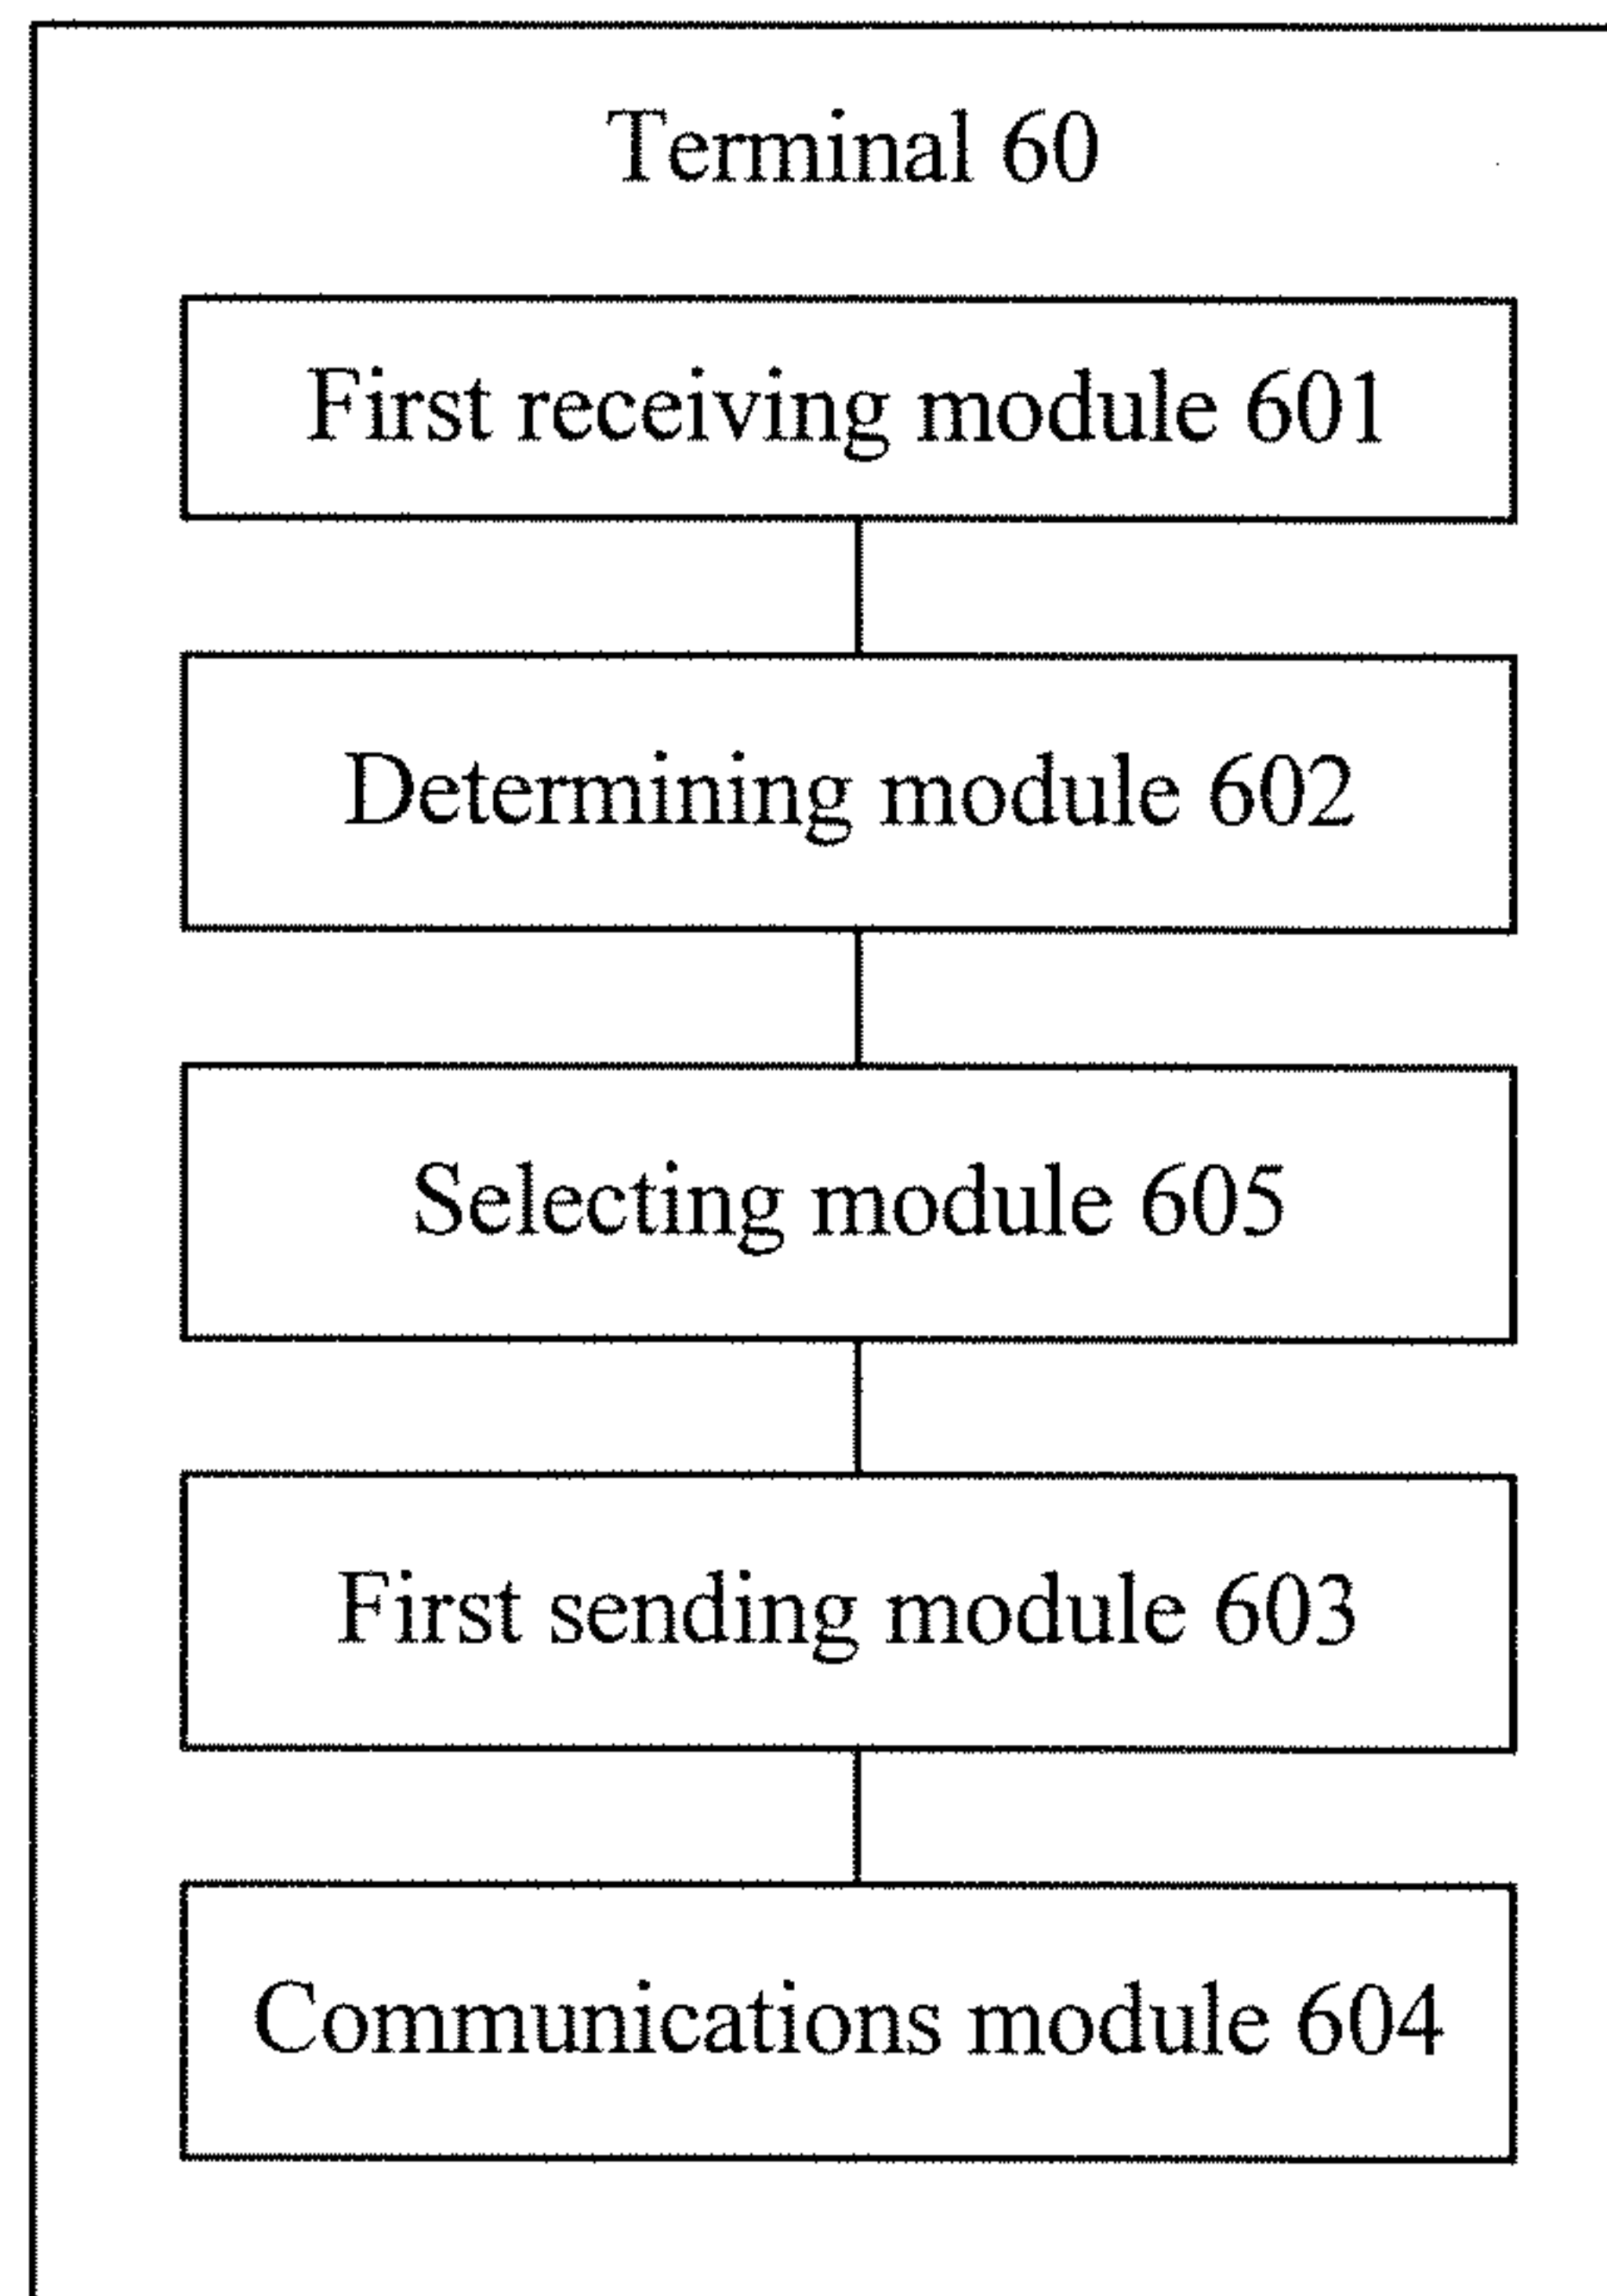 Terminal 60
First receiving module 601
Determining module 602
Selecting module 605
First sending module 603
Communications module 604